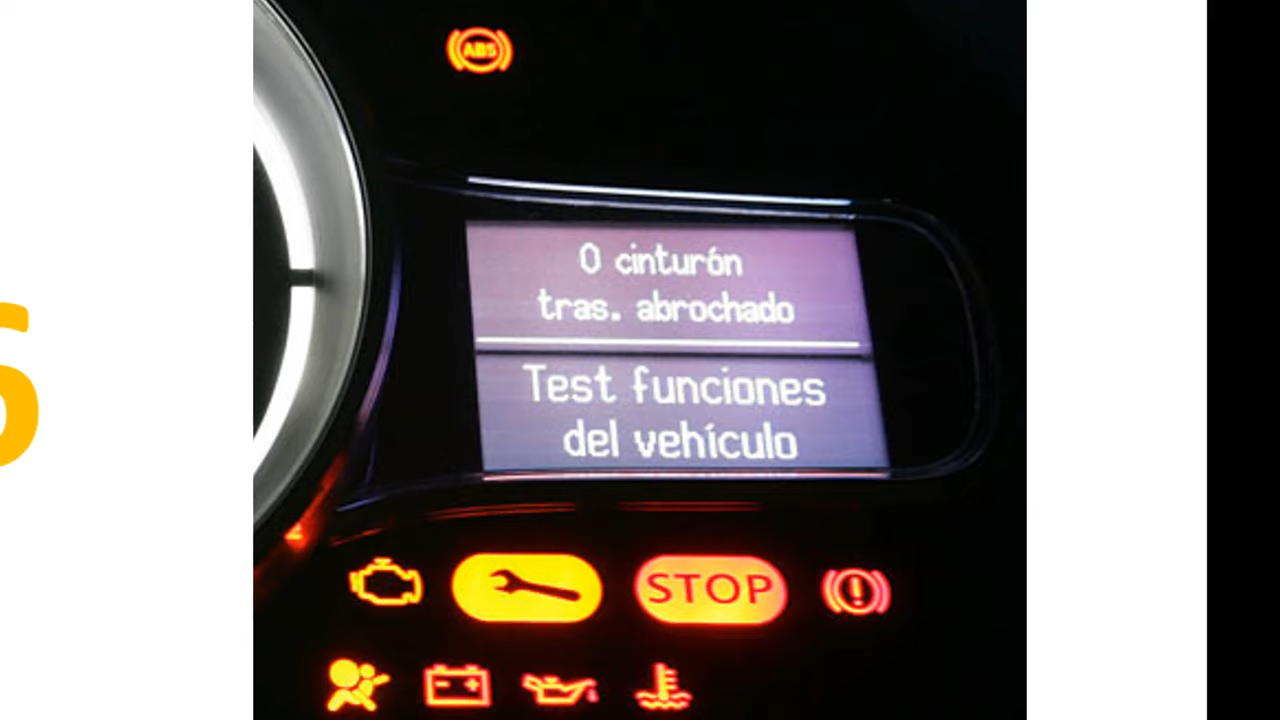 ABS
0 cinturón
tras. abrochado
Test funciones
del vehículo
STOP